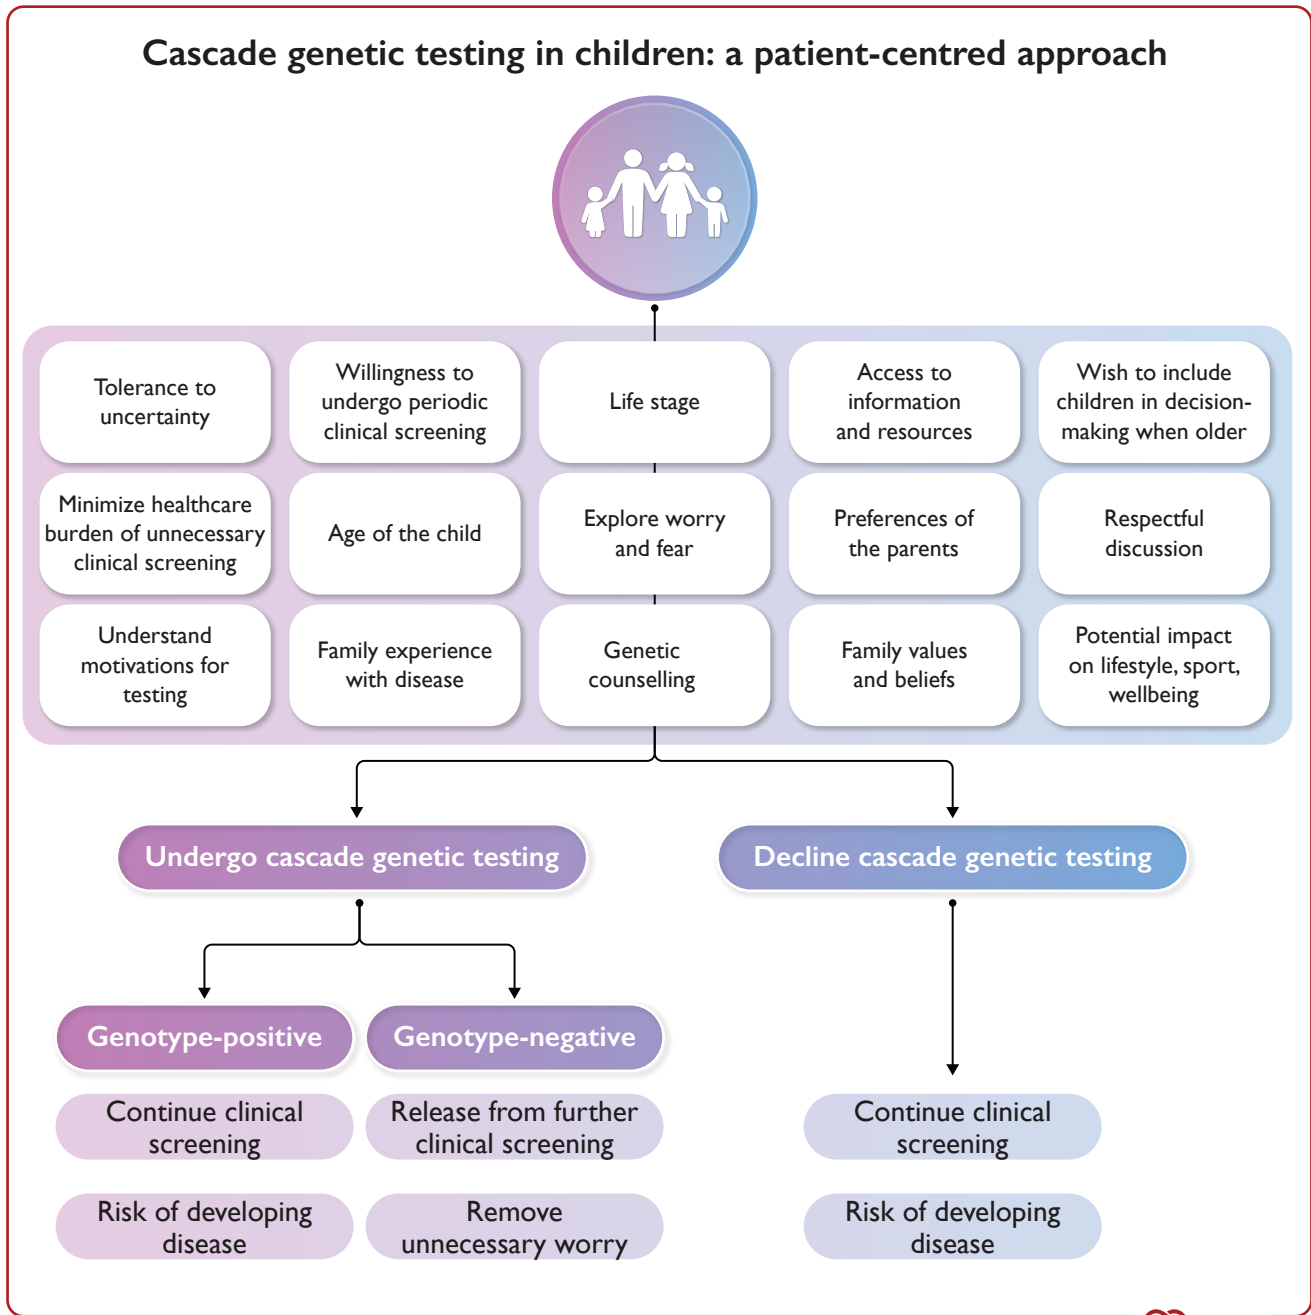 Cascade genetic testing in children: a patient-centred approach
Tolerance to
uncertainty
Willingness to
undergo periodic
clinical screening
Life stage
Access to
information
and resources
Wish to include
children in decision-
making when older
Minimize healthcare
burden of unnecessary
clinical screening
Age of the child
Explore worry
and fear
Preferences of
the parents
Respectful
discussion
Understand
motivations for
testing
Family experience
with disease
Genetic
counselling
Family values
and beliefs
Potential impact
on lifestyle, sport,
wellbeing
Undergo cascade genetic testing
Decline cascade genetic testing
Genotype-positive
Genotype-negative
Continue clinical
screening
Release from further
clinical screening
Continue clinical
screening
Risk of developing
disease
Remove
unnecessary worry
Risk of developing
disease